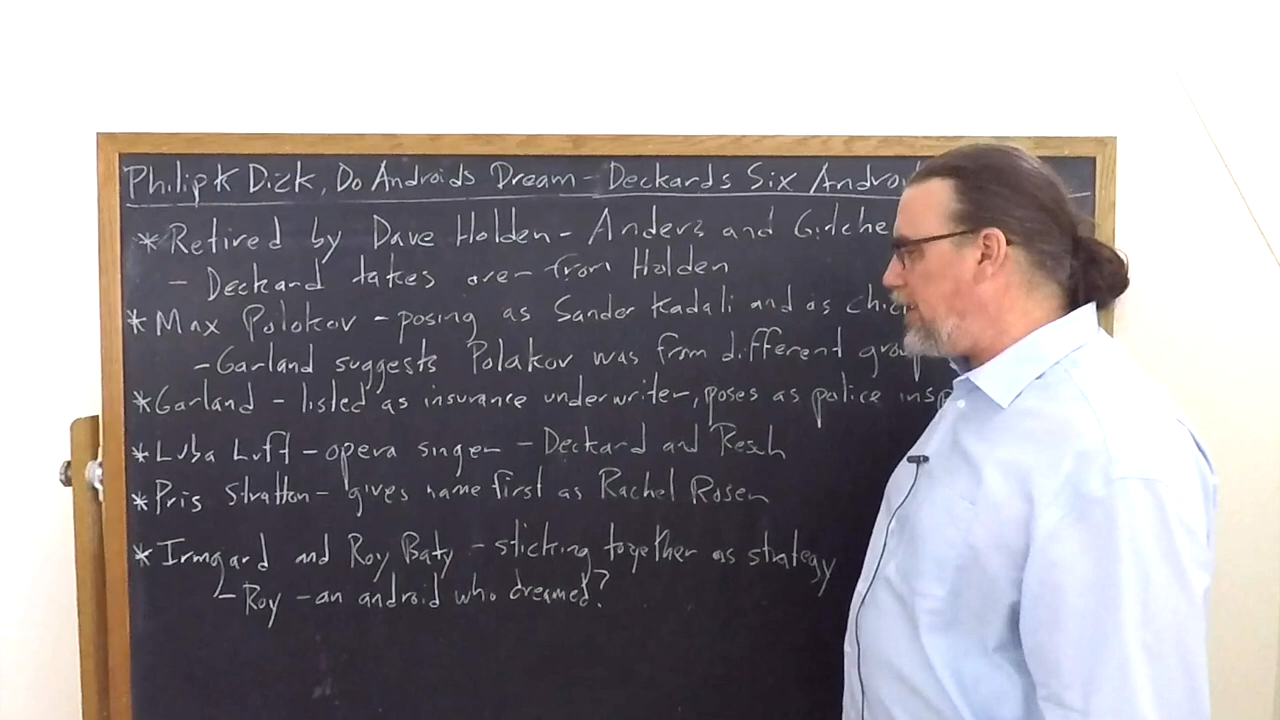 Philip K Dick, Do Androids Dream - Deckards Six Andro
* Retired by Dave Holden - Anders and Gitche
- Deckard takes over from Holden
* Max Polokov - posing as Sandor Kadali and as
- Garland suggests Polakov was from different grou
* Garland - listed as insurance underwriter, poses as police insp
* Luba Luft - opera singer - Deckard and Resch
* Pris Stratton - gives name first as Rachel Rosen
* Irmgard and Roy Baty - sticking together as strategy
- Roy - an android who dreamed?